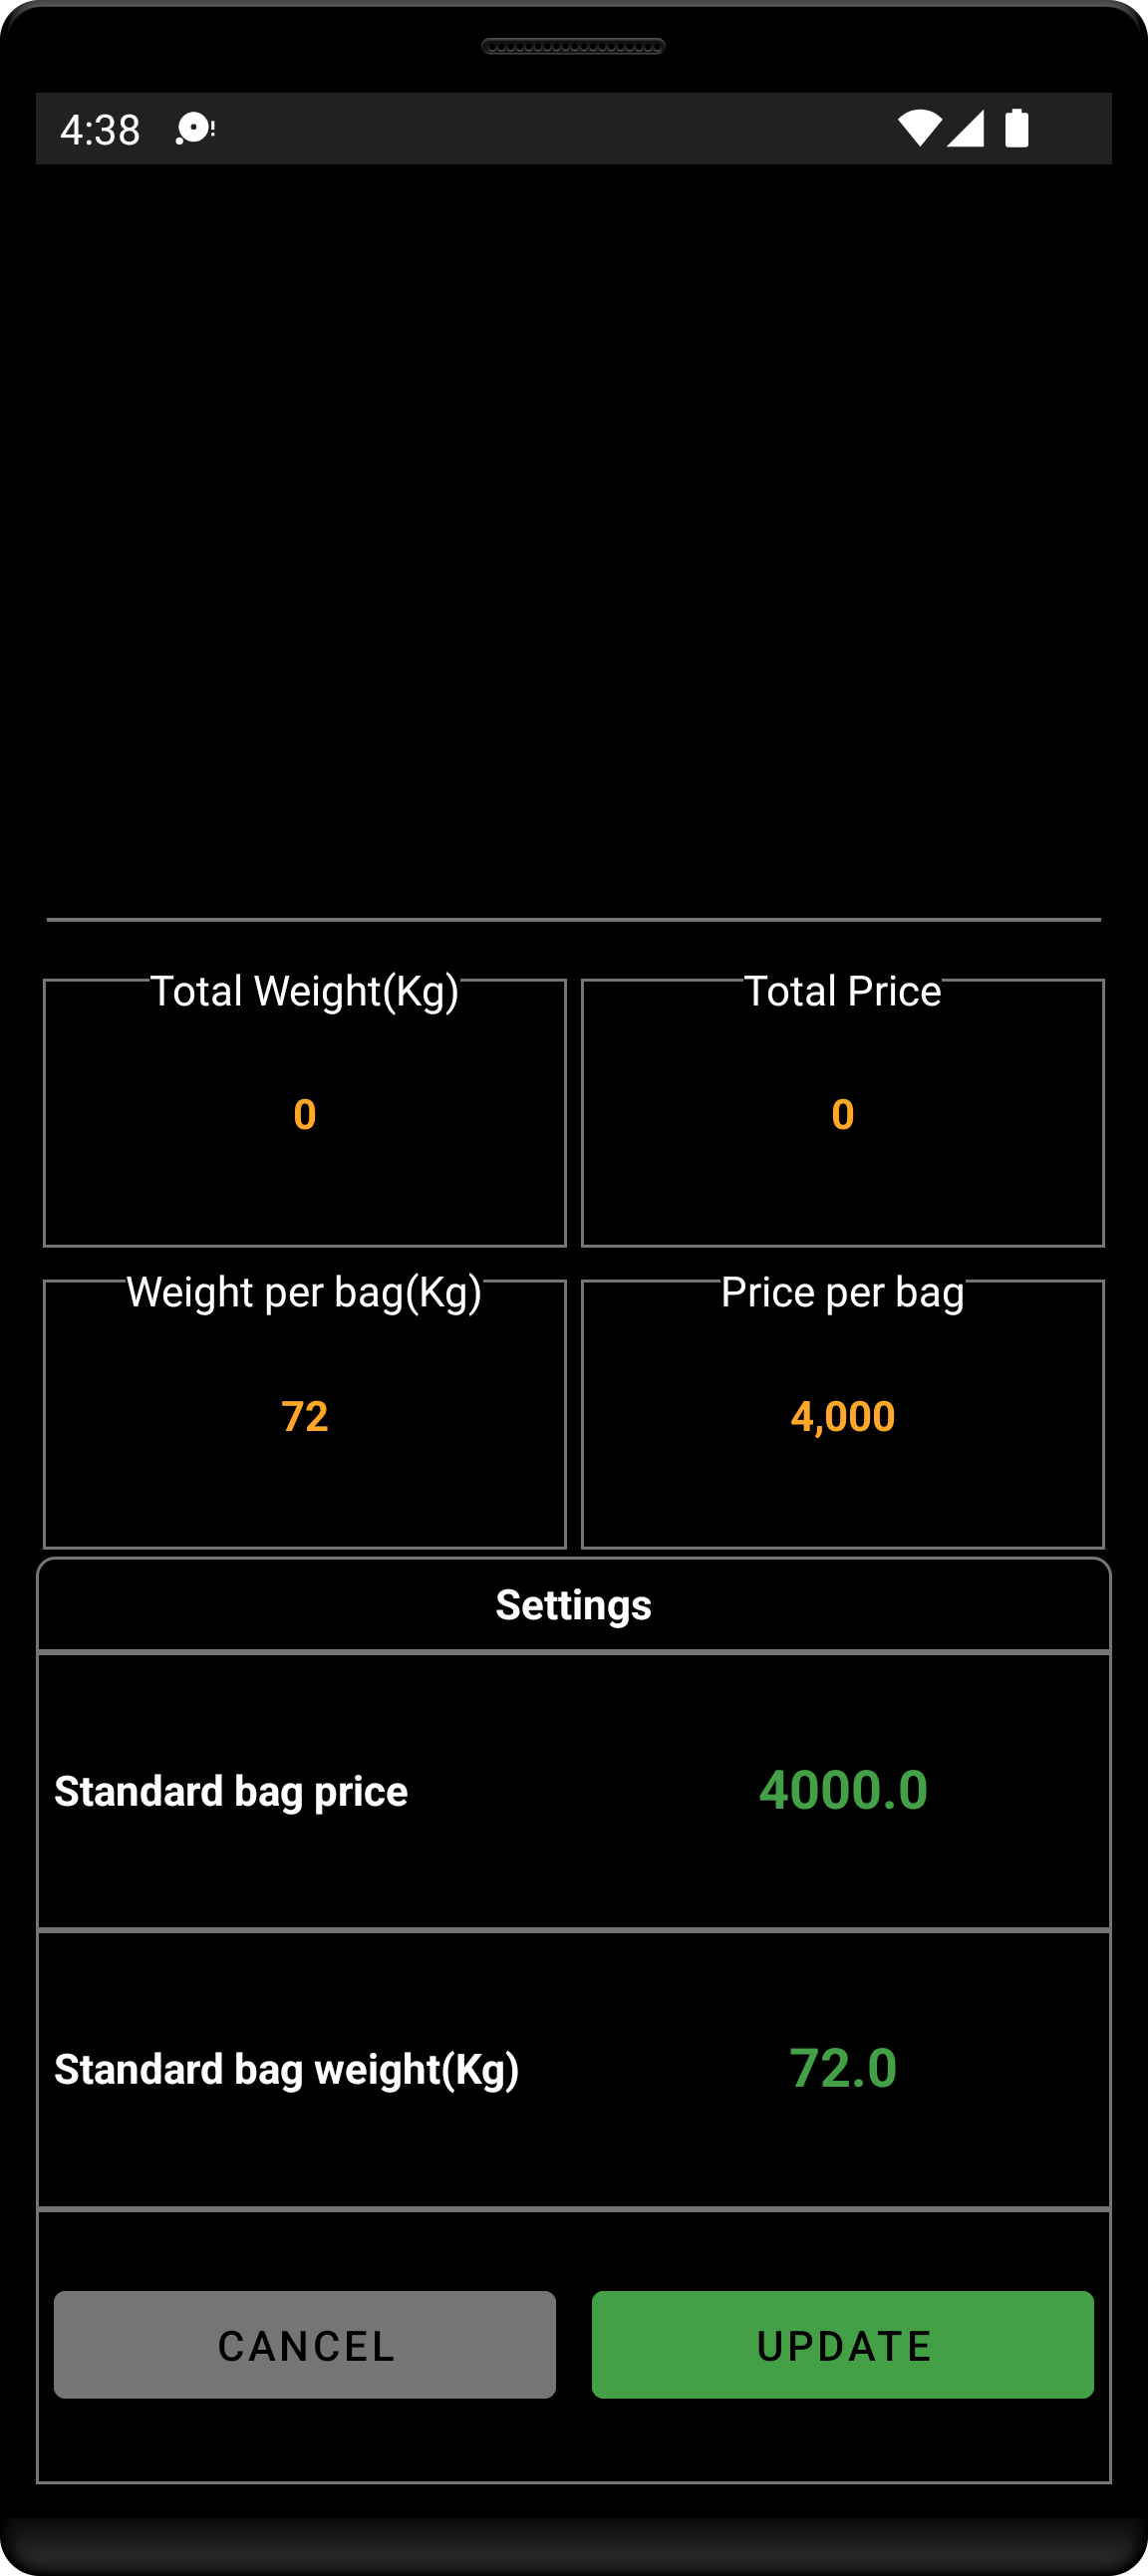 4:38
Total Weight(Kg)
Total Price
0
0
Weight per bag(Kg)
Price per bag
72
4,000
Settings
Standard bag price
4000.0
Standard bag weight(Kg)
72.0
CANCEL
UPDATE